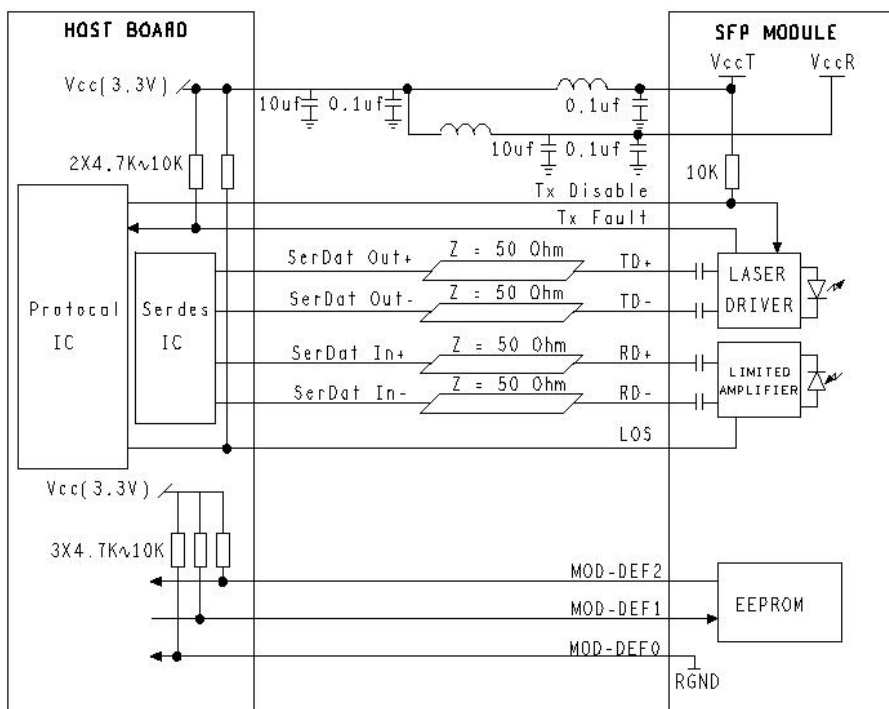 HOST BOARD
SFP MODULE
VccT
VccR
Vcc(3.3V)
10uf
0.1uf
0.1uf
10uf
0.1uf
2X4.7K~10K
10K
Tx Disable
Tx Fault
SerDat Out+
Z = 50 Ohm
TD+
SerDat Out-
Z = 50 Ohm
TD-
LASER
DRIVER
Protocal
IC
Serdes
IC
SerDat In+
Z = 50 Ohm
RD+
SerDat In-
Z = 50 Ohm
RD-
LIMITED
AMPLIFIER
LOS
Vcc(3.3V)
3X4.7K~10K
MOD-DEF2
MOD-DEF1
MOD-DEF0
EEPROM
RGND